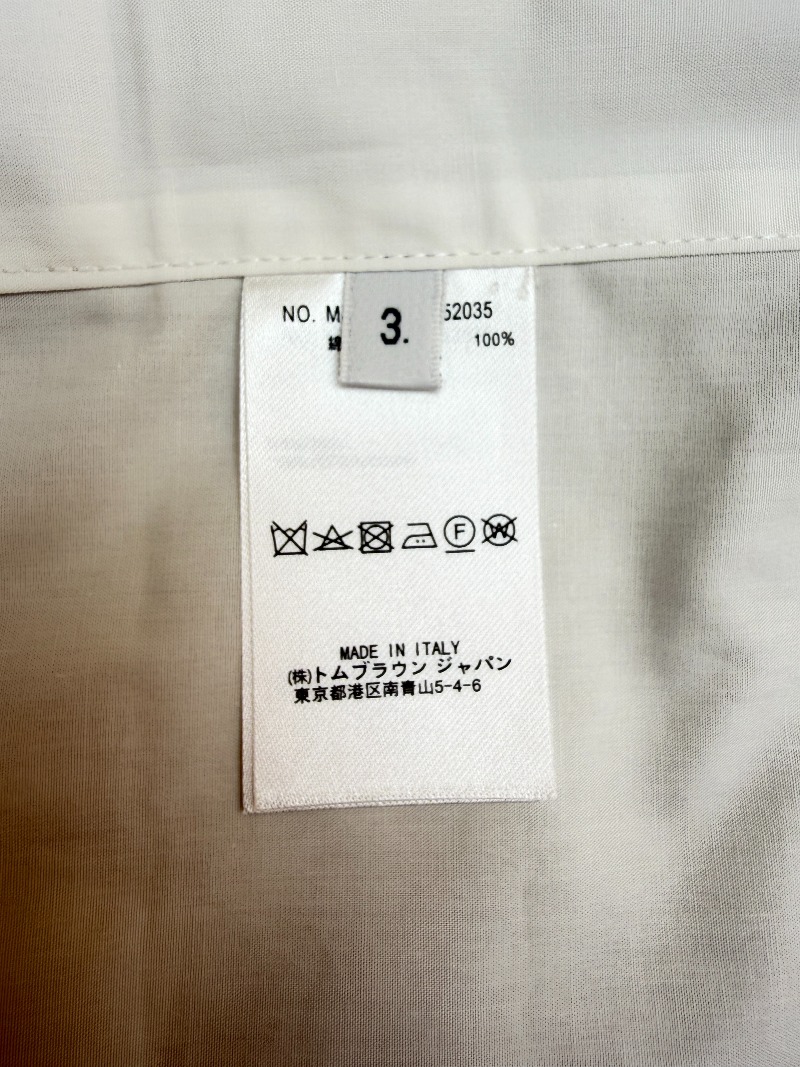 NO. M 52035
3.
綿 100%
F W
MADE IN ITALY
(株)トムブラウン ジャパン
東京都港区南青山5-4-6